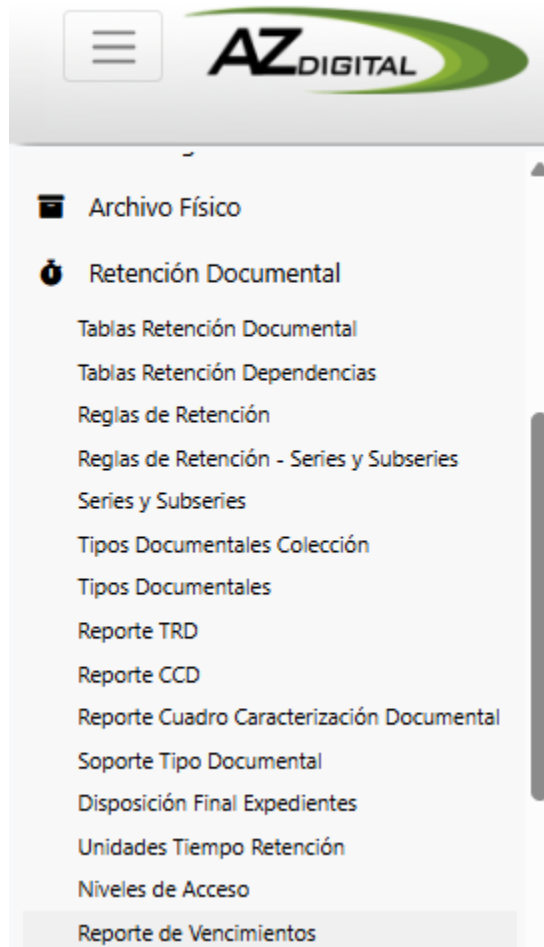 AZDIGITAL
Archivo Físico
Retención Documental
Tablas Retención Documental
Tablas Retención Dependencias
Reglas de Retención
Reglas de Retención - Series y Subseries
Series y Subseries
Tipos Documentales Colección
Tipos Documentales
Reporte TRD
Reporte CCD
Reporte Cuadro Caracterización Documental
Soporte Tipo Documental
Disposición Final Expedientes
Unidades Tiempo Retención
Niveles de Acceso
Reporte de Vencimientos